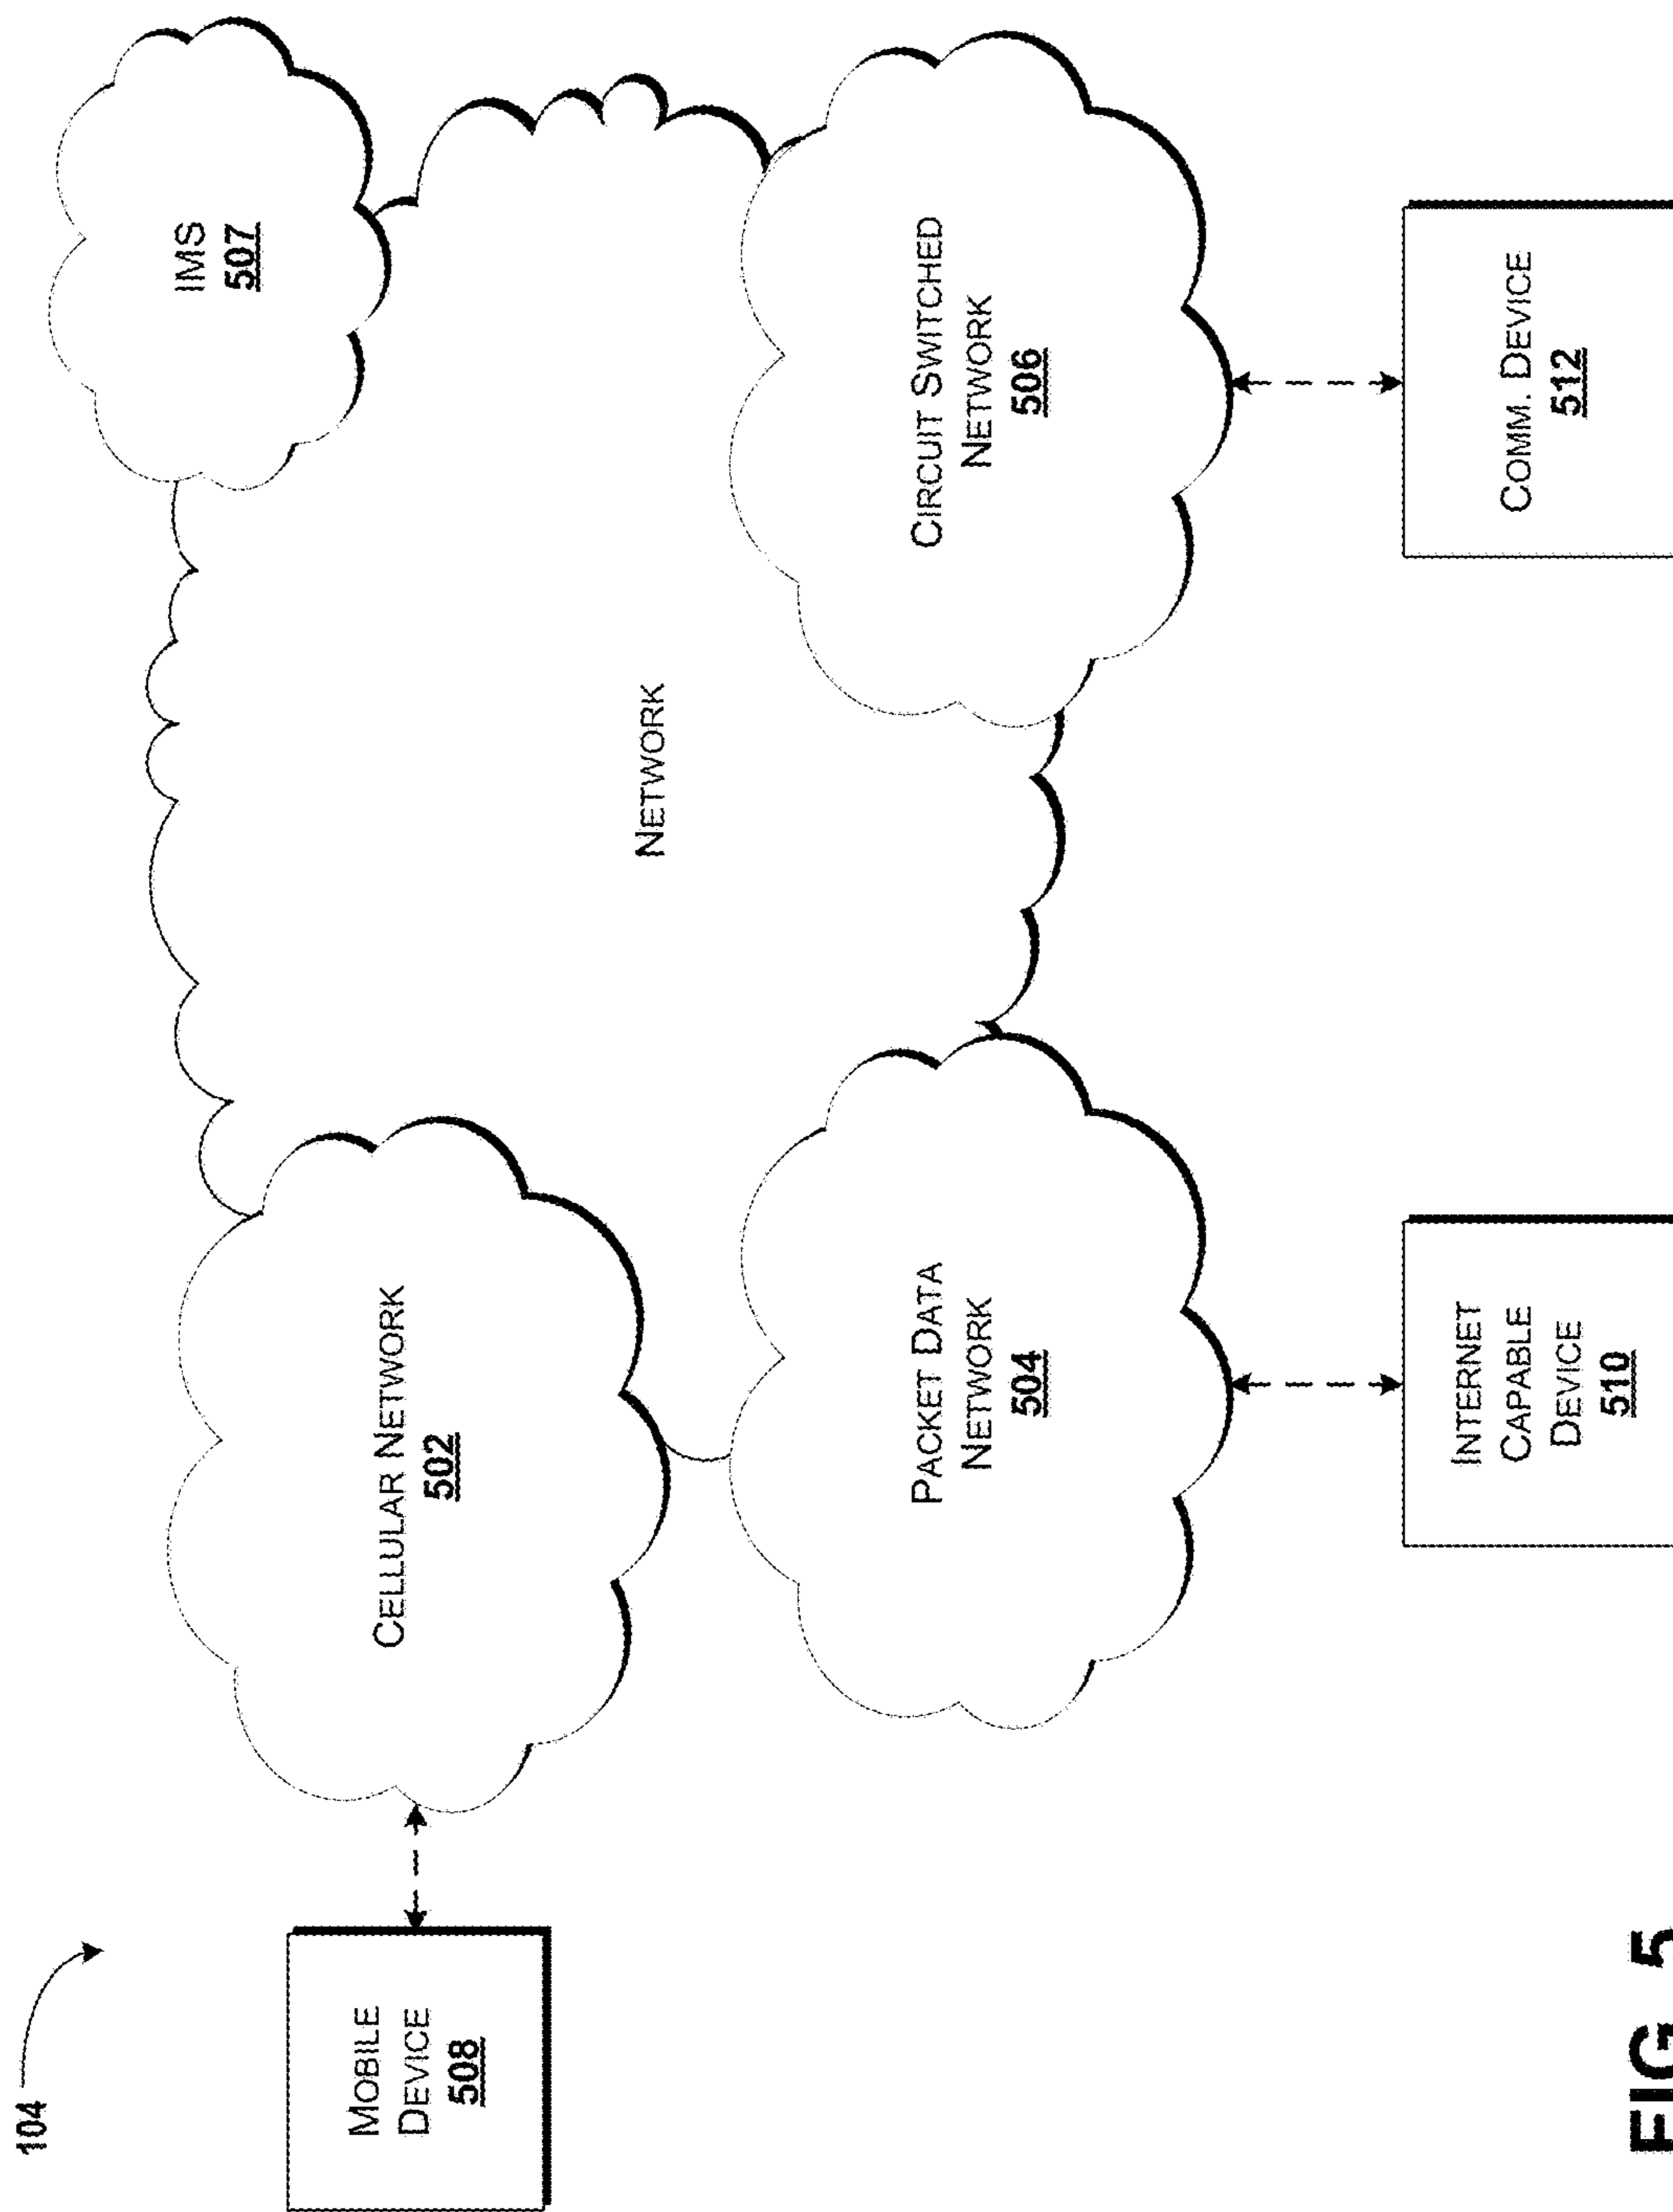 104
MOBILE
DEVICE
508
CELLULAR NETWORK
502
IMS
507
NETWORK
PACKET DATA
NETWORK
504
CIRCUIT SWITCHED
NETWORK
506
INTERNET
CAPABLE
DEVICE
510
COMM. DEVICE
512
FIG. 5